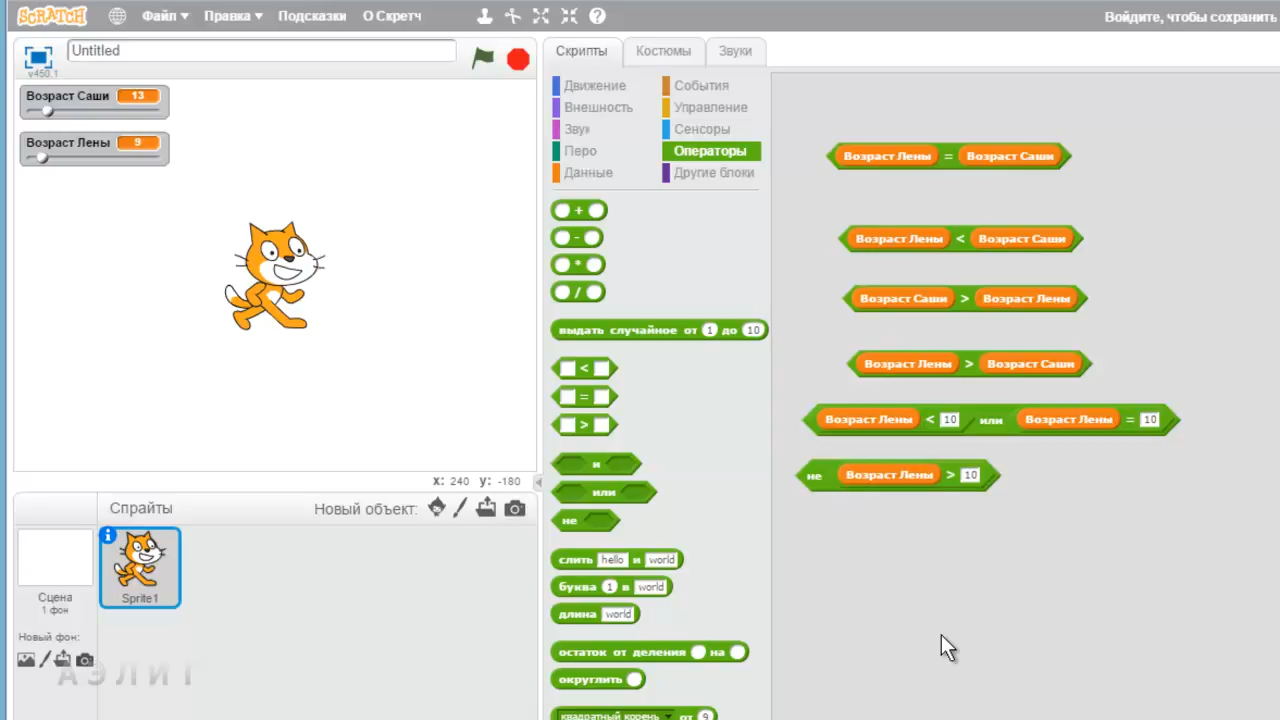 SCRATCH Файл Правка Подсказки О Скретч ? Войдите, чтобы сохранить
v450.1 Untitled
Скрипты Костюмы Звуки
Возраст Саши 13
Возраст Лены 9
Движение События
Внешность Управление
Звук Сенсоры
Перо Операторы
Данные Другие блоки
+
-
*
/
выдать случайное от 1 до 10
<
=
>
и
или
не
слить hello и world
буква 1 в world
длина world
остаток от деления на
округлить
квадратный корень от 9
Возраст Лены = Возраст Саши
Возраст Лены < Возраст Саши
Возраст Саши > Возраст Лены
Возраст Лены > Возраст Саши
Возраст Лены < 10 или Возраст Лены = 10
не Возраст Лены > 10
x: 240 y: -180
Спрайты Новый объект:
i
Sprite1
Сцена
1 фон
Новый фон:
АЭЛИТ